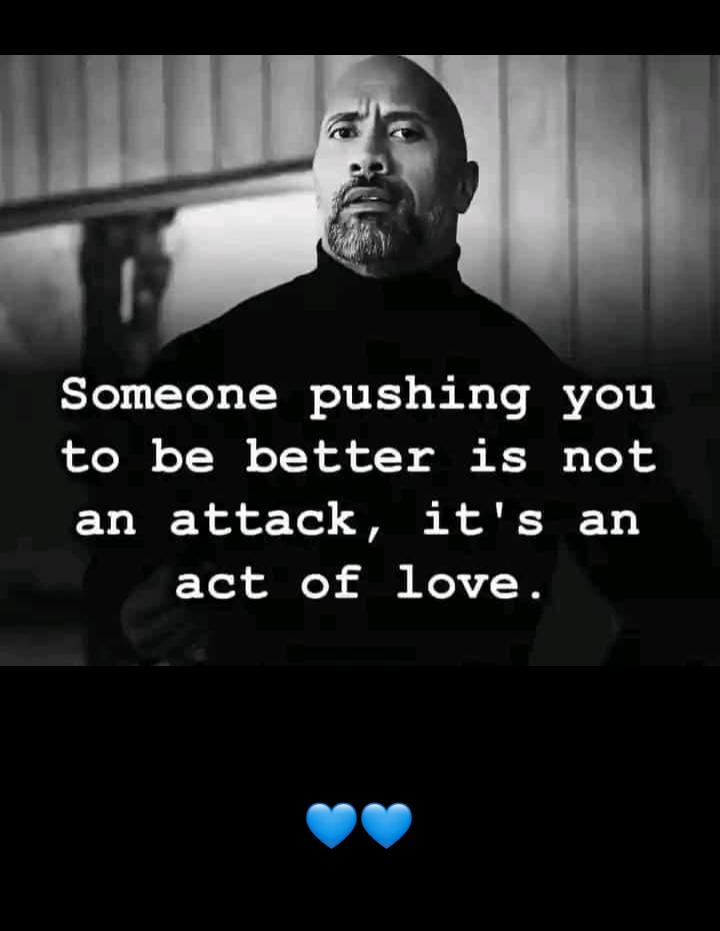 Someone pushing you
to be better is not
an attack, it's an
act of love.
💙💙